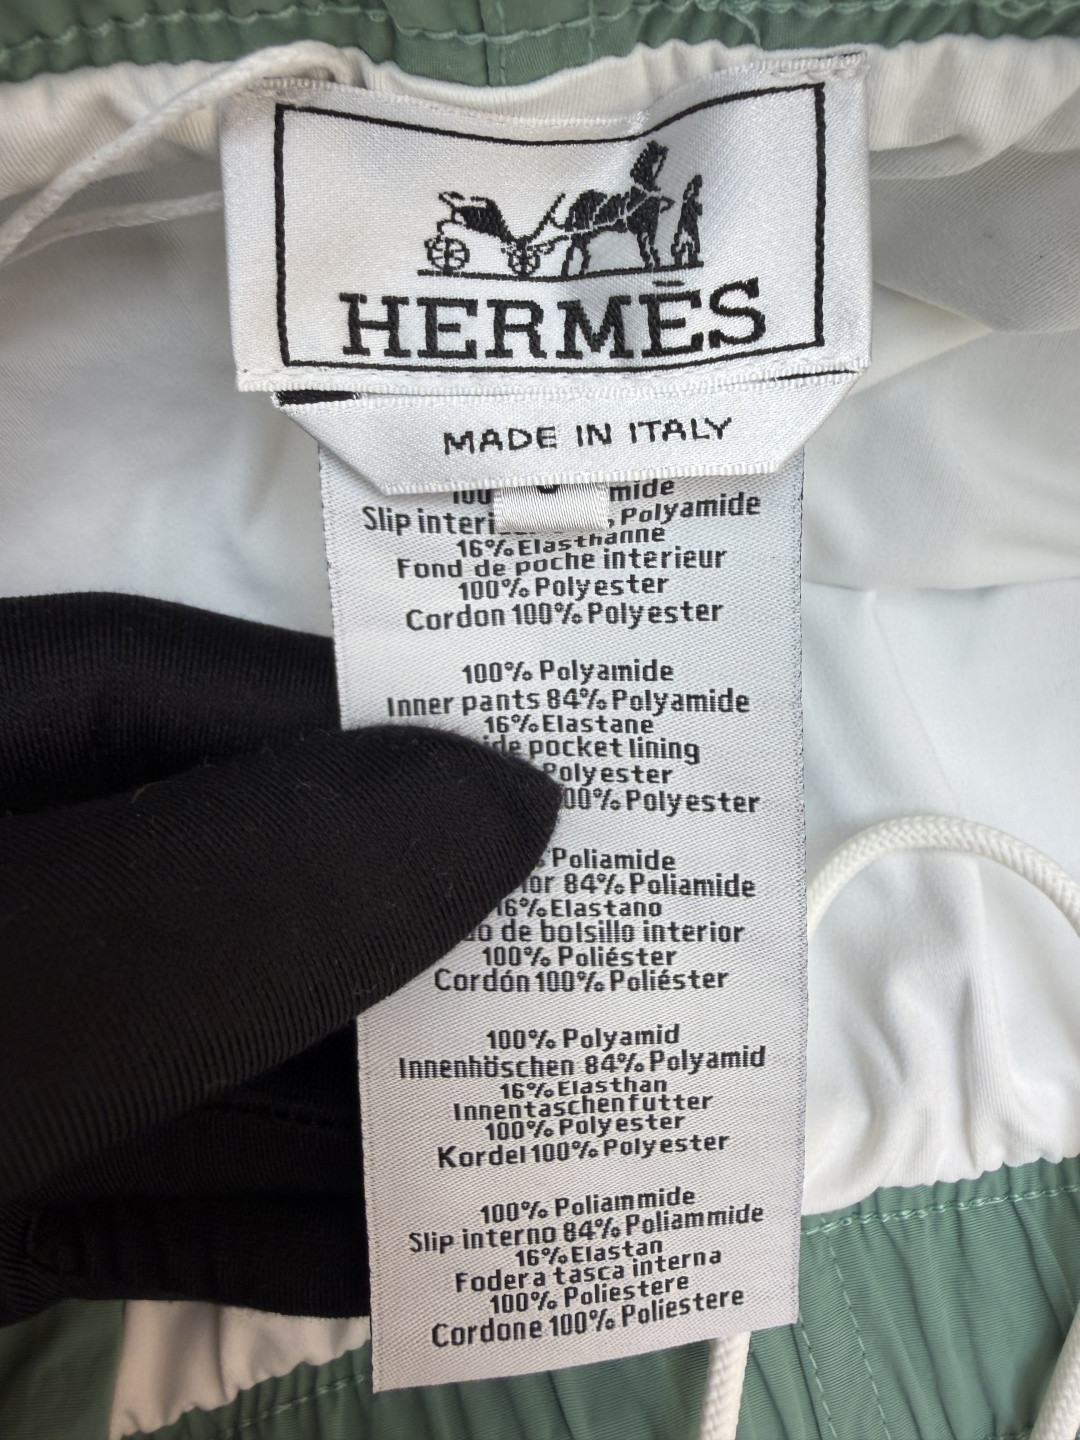 HERMĒS
MADE IN ITALY
Slip 84% Polyamide
16% Elasthanne
Fond de poche interieur
100% Polyester
Cordon 100% Polyester
100% Polyamide
Inner pants 84% Polyamide
16% Elastane
pocket lining
Polyester
100% Polyester
Poliamide
84% Poliamide
16% Elastano
de bolsillo interior
100% Poliéster
Cordón 100% Poliéster
100% Polyamid
Innenhöschen 84% Polyamid
16% Elasthan
Innentaschenfutter
100% Polyester
Kordel 100% Polyester
100% Poliammide
Slip interno 84% Poliammide
16% Elastan
Fodera tasca interna
100% Poliestere
Cordone 100% Poliestere